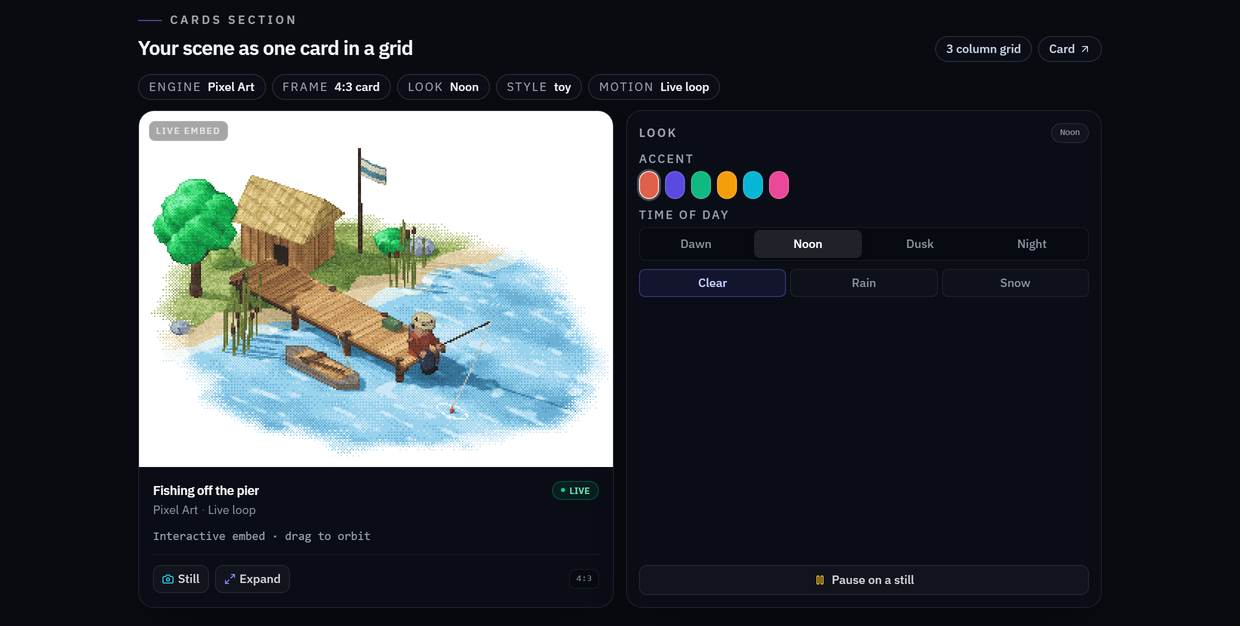 CARDS SECTION
Your scene as one card in a grid
3 column grid
Card
ENGINE Pixel Art
FRAME 4:3 card
LOOK Noon
STYLE toy
MOTION Live loop
LIVE EMBED
Fishing off the pier
LIVE
Pixel Art · Live loop
Interactive embed · drag to orbit
Still
Expand
4:3
LOOK
Noon
ACCENT
TIME OF DAY
Dawn
Noon
Dusk
Night
Clear
Rain
Snow
Pause on a still